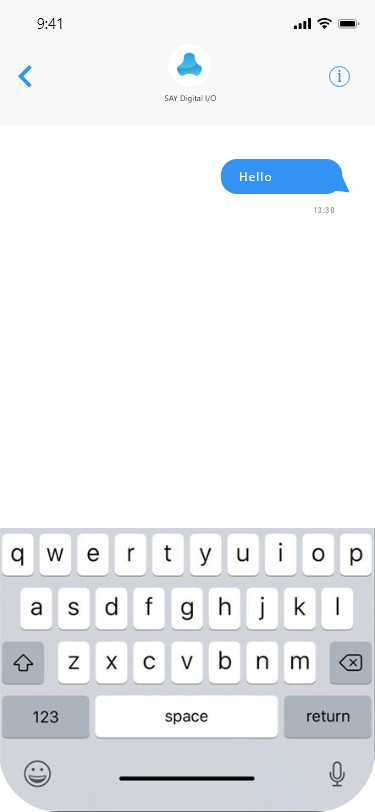 9:41
SAY Digital I/O
Hello
13:30
q w e r t y u i o p
a s d f g h j k l
z x c v b n m
123 space return